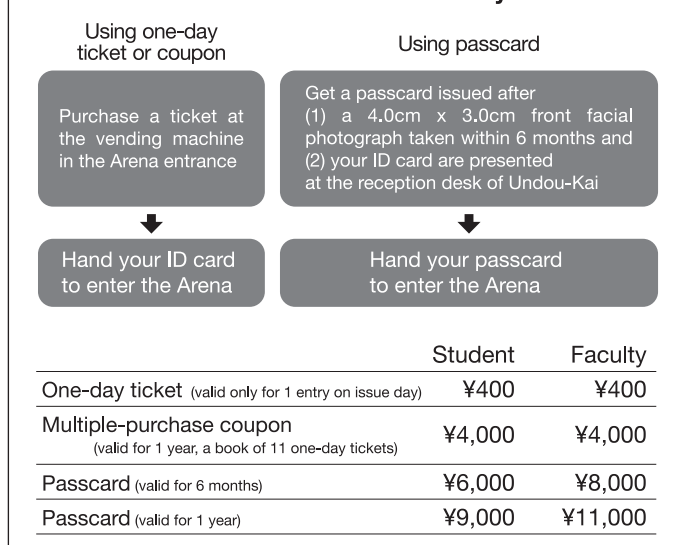 Using one-day
ticket or coupon
Using passcard
Purchase a ticket at
the vending machine
in the Arena entrance
Get a passcard issued after
(1) a 4.0cm x 3.0cm front facial
photograph taken within 6 months and
(2) your ID card are presented
at the reception desk of Undou-Kai
Hand your ID card
to enter the Arena
Hand your passcard
to enter the Arena
Student Faculty
One-day ticket (valid only for 1 entry on issue day) ¥400 ¥400
Multiple-purchase coupon
(valid for 1 year, a book of 11 one-day tickets) ¥4,000 ¥4,000
Passcard (valid for 6 months) ¥6,000 ¥8,000
Passcard (valid for 1 year) ¥9,000 ¥11,000